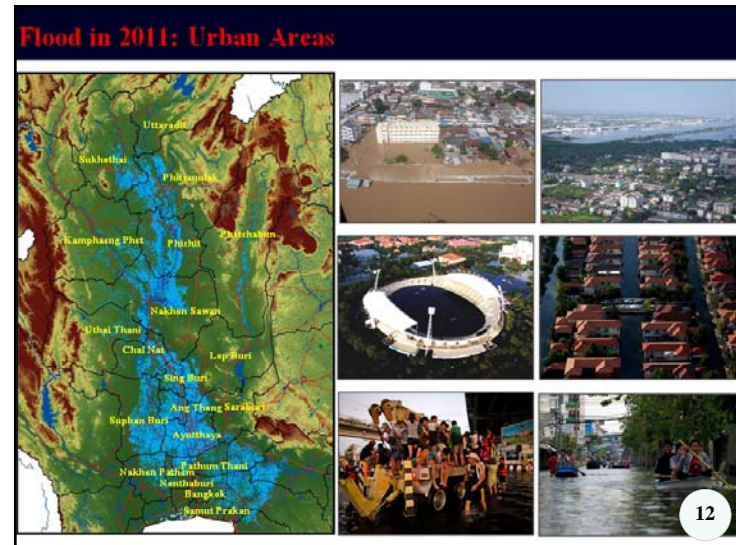 Flood in 2011: Urban Areas
Uttaradit
Sukhothai
Phitsanulok
Phetchabun
Kamphaeng Phet
Phichit
Nakhon Sawan
Uthai Thani
Chai Nat
Lop Buri
Sing Buri
Ang Thong
Saraburi
Suphan Buri
Ayutthaya
Pathum Thani
Nakhon Pathom
Nonthaburi
Bangkok
Samut Prakan
12